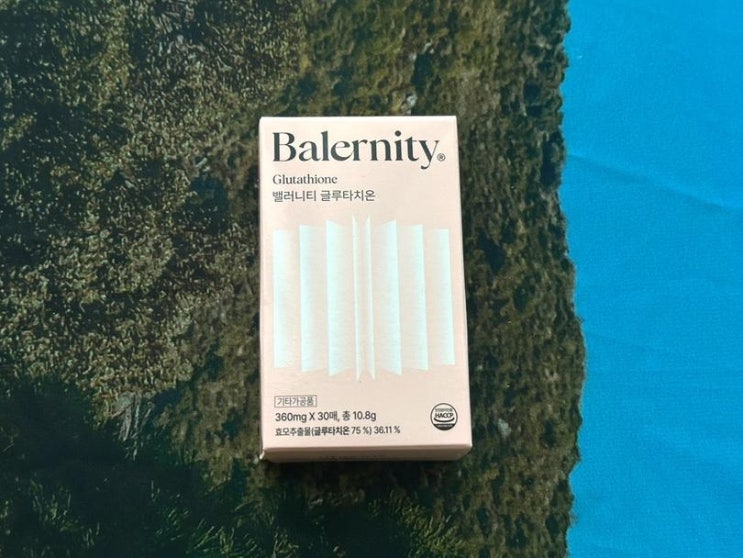 Balernity®
Glutathione
밸러니티 글루타치온
기타가공품
360mg X 30매, 총 10.8g
효모추출물(글루타치온 75 %) 36.11 %
HACCP